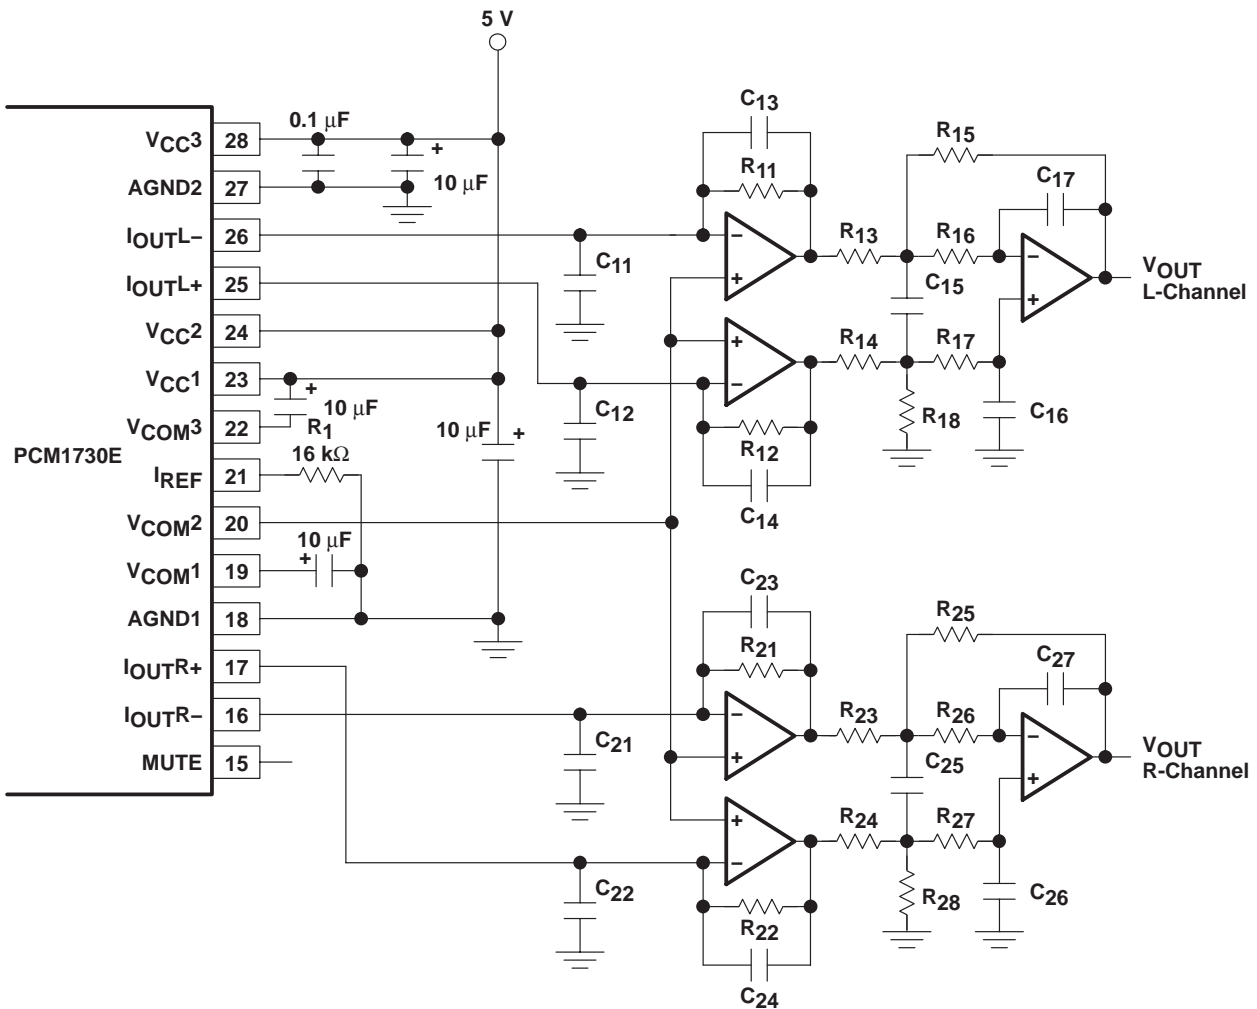 5 V
PCM1730E
VCC3 28
AGND2 27
IOUTL– 26
IOUTL+ 25
VCC2 24
VCC1 23
VCOM3 22
IREF 21
VCOM2 20
VCOM1 19
AGND1 18
IOUTR+ 17
IOUTR– 16
MUTE 15
0.1 µF
+
10 µF
+
10 µF
R1
16 kΩ
10 µF
+
10 µF
+
C11
C12
C13
R11
–
+
+
–
R12
C14
R13
R14
R15
R16
C15
R17
R18
C16
C17
–
+
VOUT
L-Channel
C21
C22
C23
R21
–
+
+
–
R22
C24
R23
R24
R25
R26
C25
R27
R28
C26
C27
–
+
VOUT
R-Channel